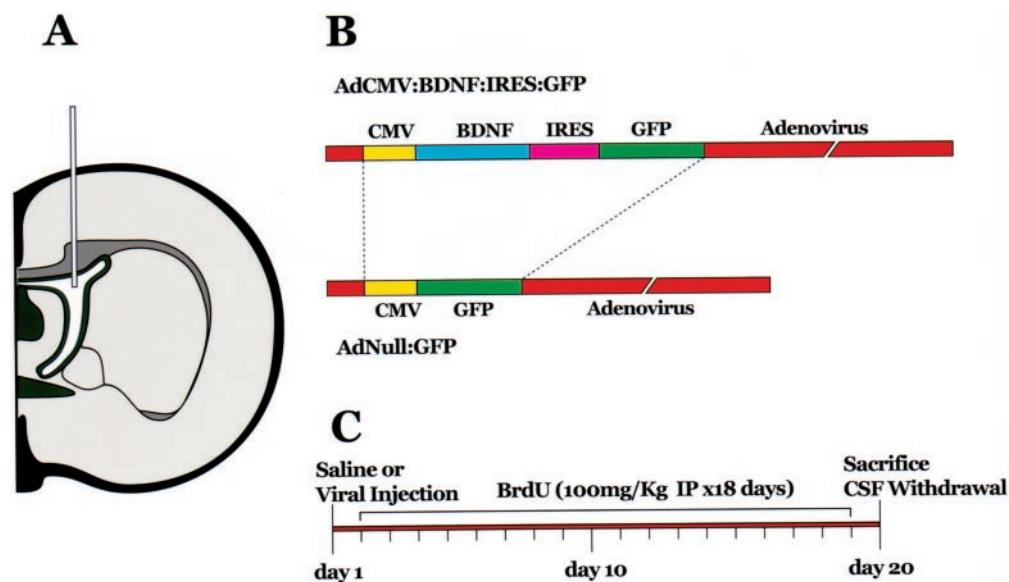 A
B
AdCMV:BDNF:IRES:GFP
CMV BDNF IRES GFP Adenovirus
CMV GFP Adenovirus
AdNull:GFP
C
Saline or
Viral Injection
BrdU (100mg/Kg IP x18 days)
Sacrifice
CSF Withdrawal
day 1 day 10 day 20